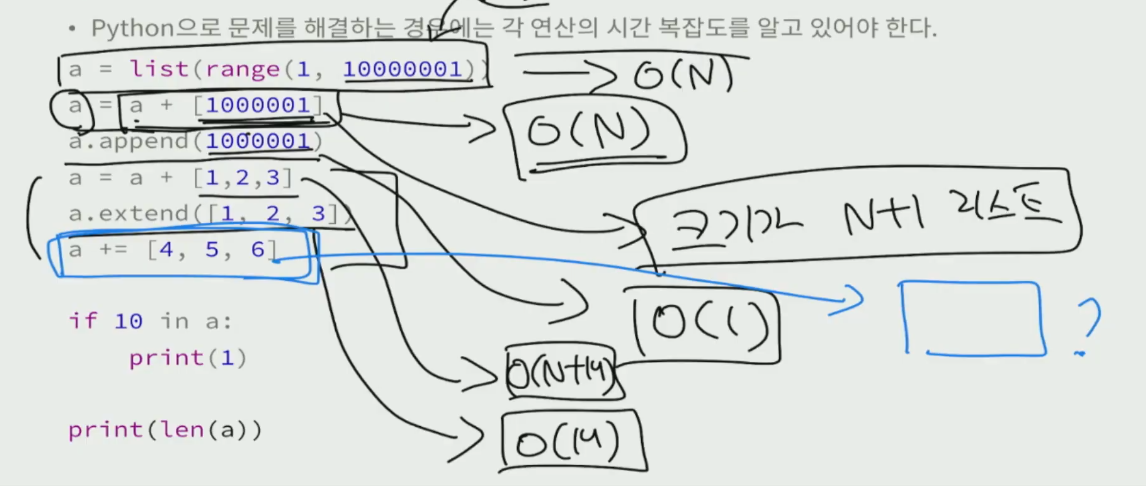 • Python으로 문제를 해결하는 경우에는 각 연산의 시간 복잡도를 알고 있어야 한다.
a = list(range(1, 10000001)) O(N)
a = a + [1000001] O(N)
a.append(1000001)
a = a + [1,2,3]
a.extend([1, 2, 3]) 크기가 N+1 리스트
a += [4, 5, 6]
?
if 10 in a: O(1)
print(1) O(N+M)
print(len(a)) O(M)